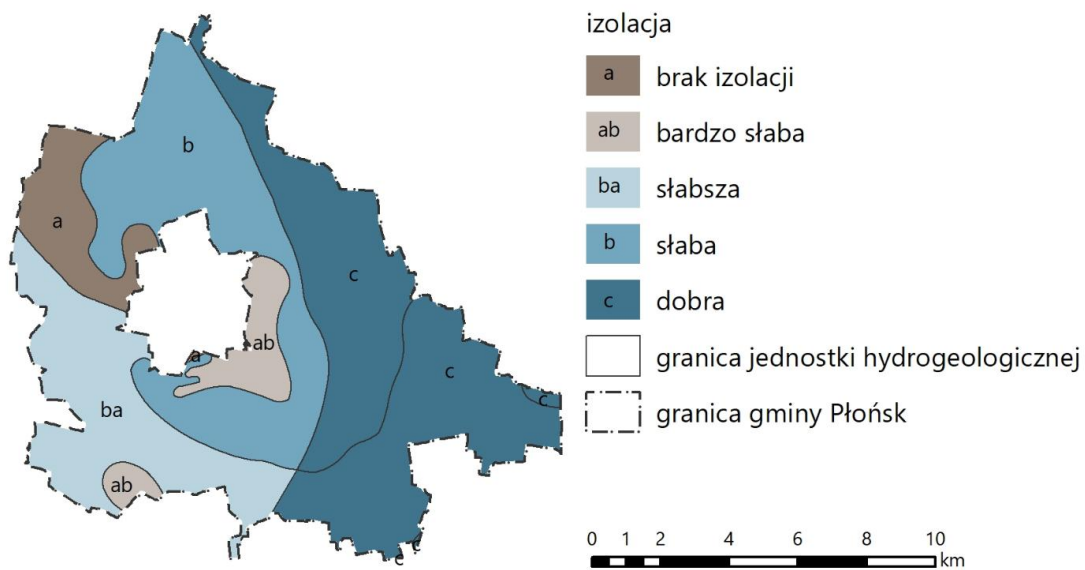 izolacja
a brak izolacji
ab bardzo słaba
ba słabsza
b słaba
c dobra
granica jednostki hydrogeologicznej
granica gminy Płońsk
b
a
c
ab
a
c
c
ba
ab
0 1 2 4 6 8 10
km